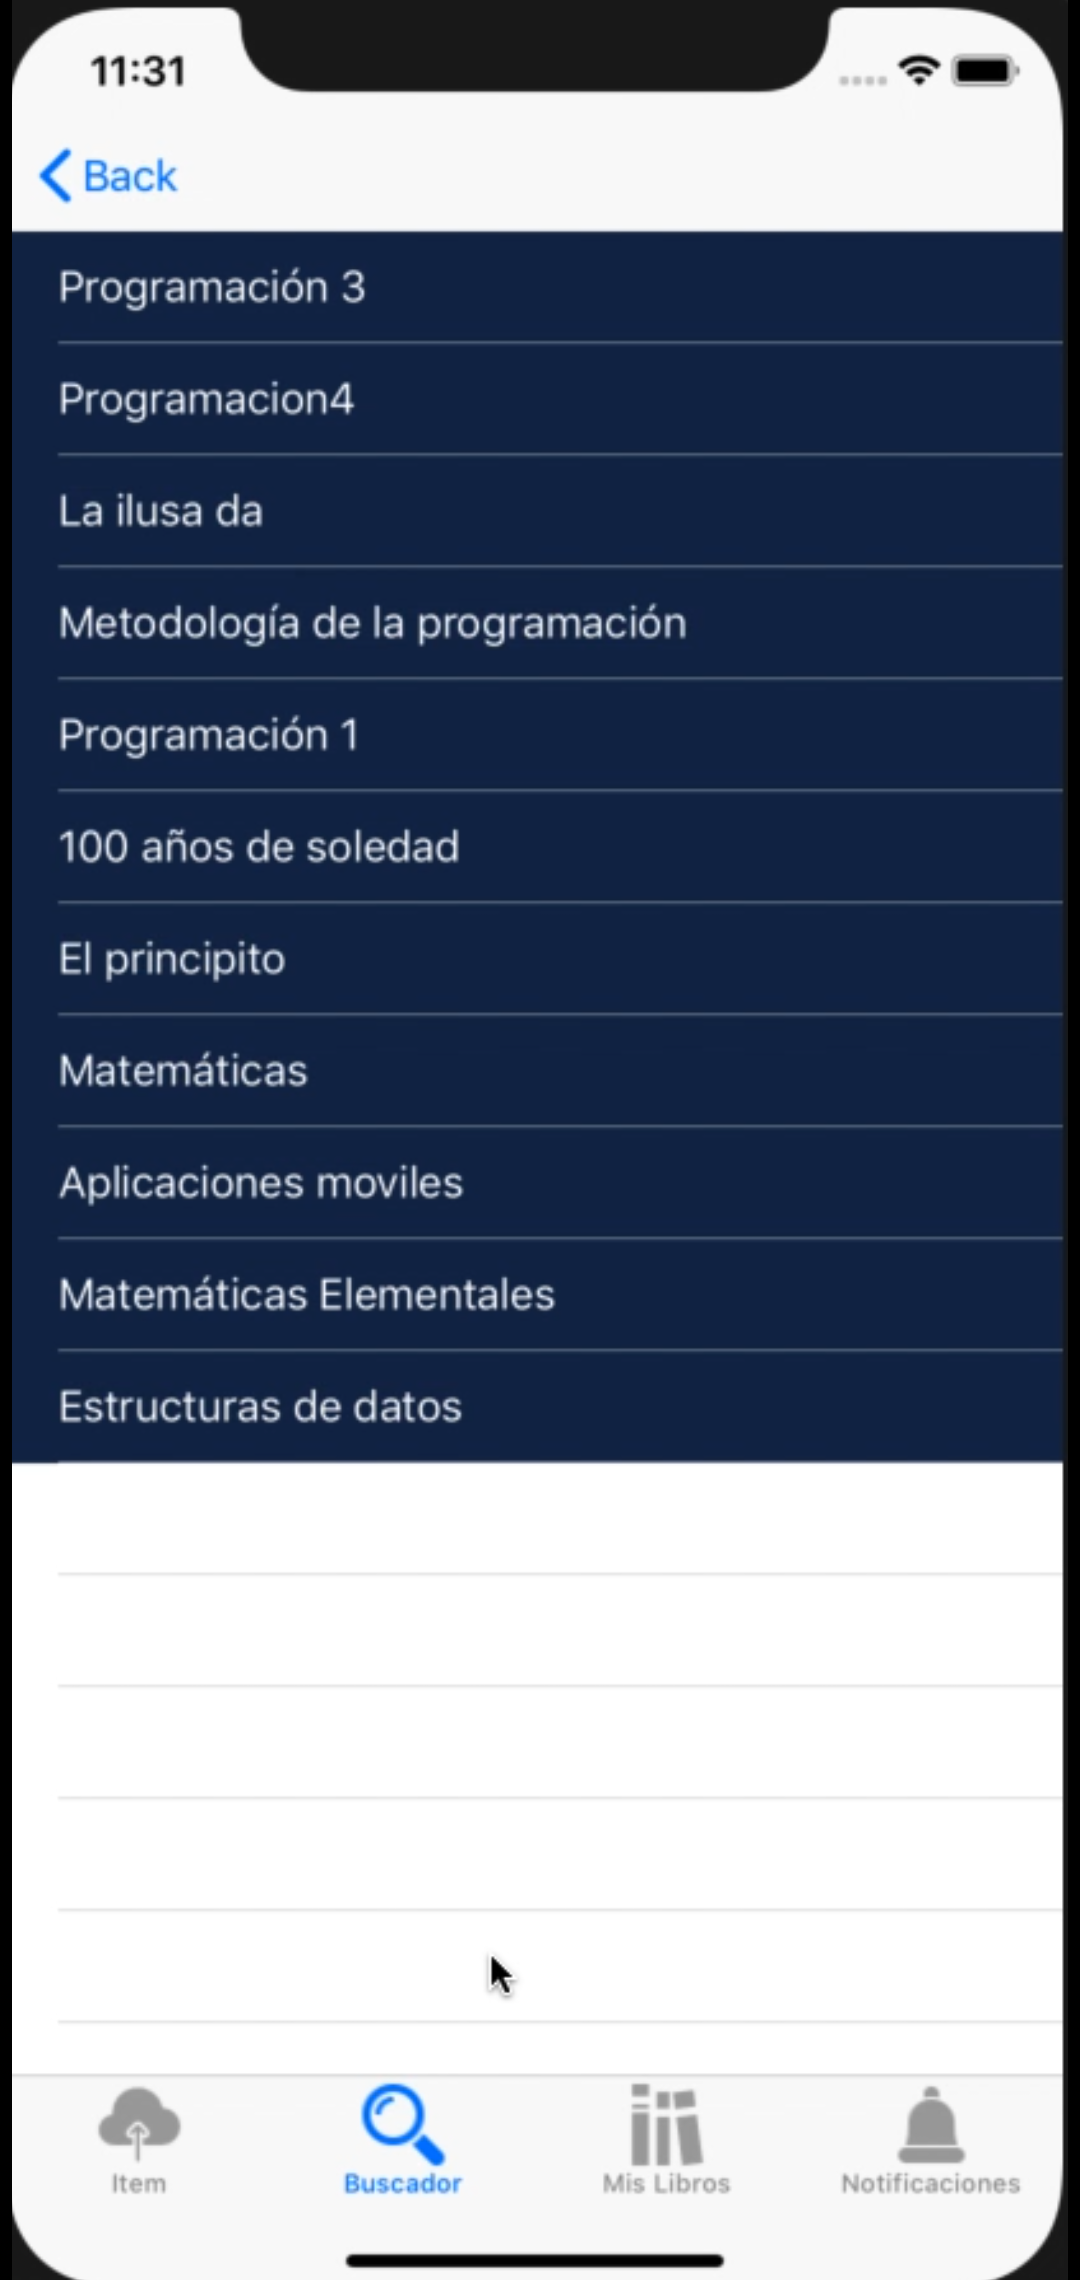 11:31
Back
Programación 3
Programacion4
La ilusa da
Metodología de la programación
Programación 1
100 años de soledad
El principito
Matemáticas
Aplicaciones moviles
Matemáticas Elementales
Estructuras de datos
Item
Buscador
Mis Libros
Notificaciones